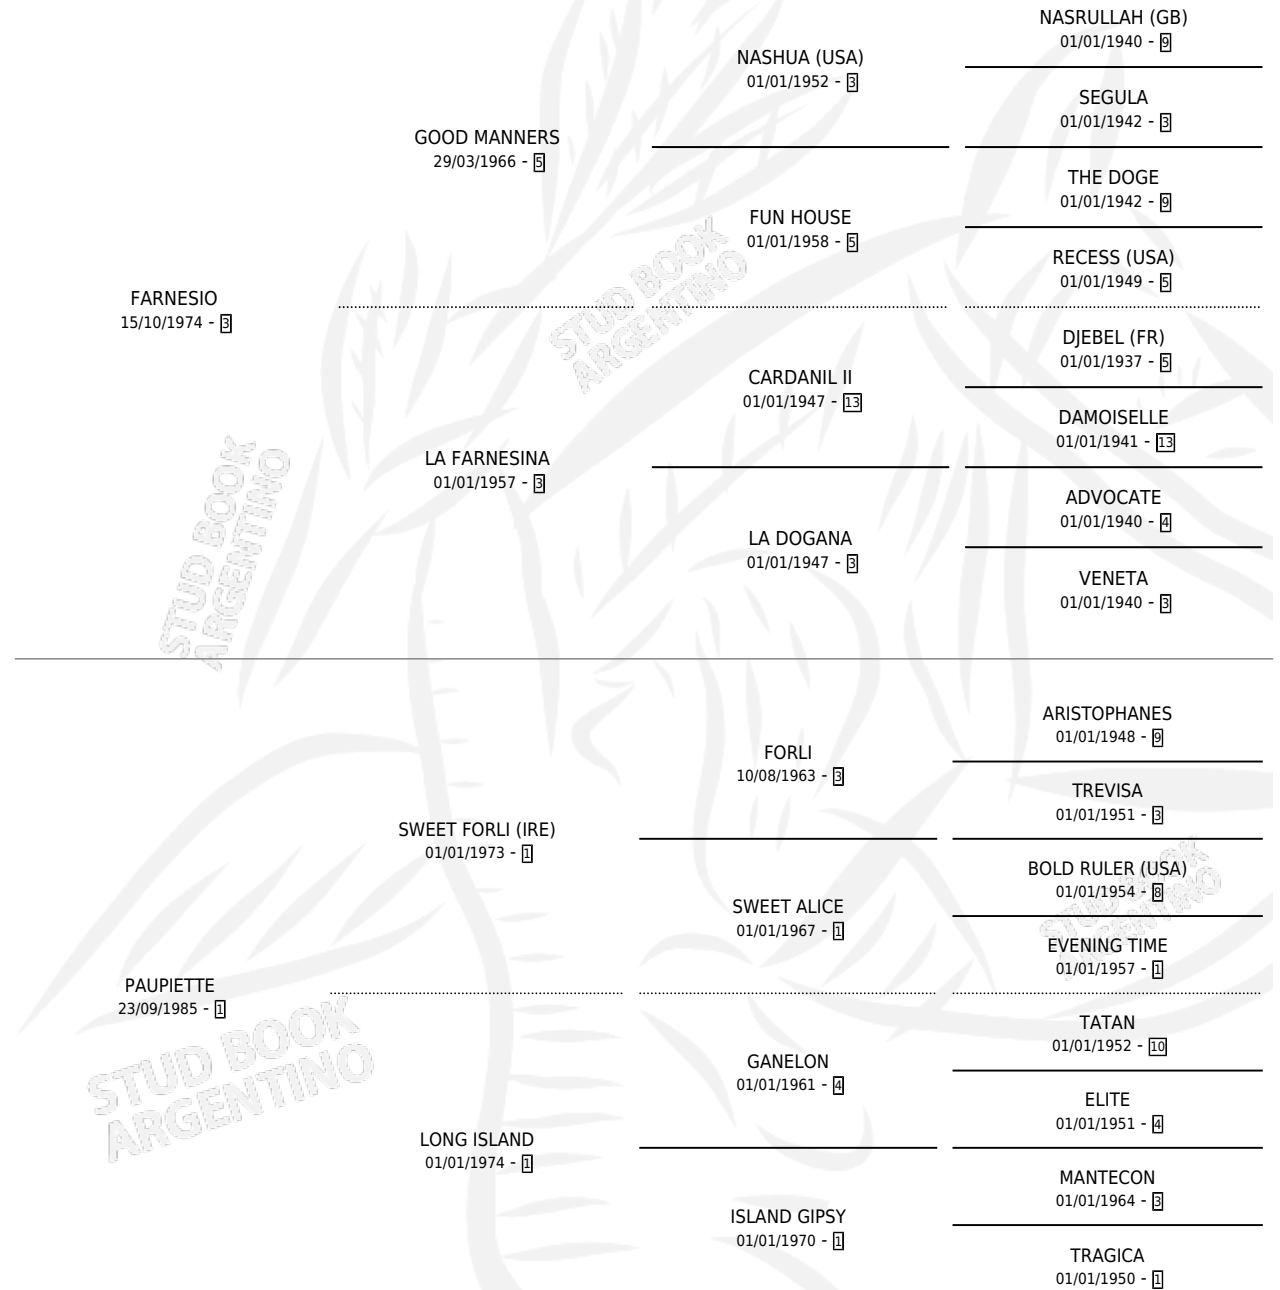 NASRULLAH (GB)
01/01/1940 - 9
NASHUA (USA)
01/01/1952 - 3
SEGULA
01/01/1942 - 3
GOOD MANNERS
29/03/1966 - 5
THE DOGE
01/01/1942 - 9
FUN HOUSE
01/01/1958 - 5
RECESS (USA)
01/01/1949 - 5
FARNESIO
15/10/1974 - 3
DJEBEL (FR)
01/01/1937 - 5
CARDANIL II
01/01/1947 - 13
DAMOISELLE
01/01/1941 - 13
LA FARNESINA
01/01/1957 - 3
ADVOCATE
01/01/1940 - 4
LA DOGANA
01/01/1947 - 3
VENETA
01/01/1940 - 3
STUD BOOK
ARGENTINO
STUD BOOK
ARGENTINO
ARISTOPHANES
01/01/1948 - 9
FORLI
10/08/1963 - 3
TREVISA
01/01/1951 - 3
SWEET FORLI (IRE)
01/01/1973 - 1
BOLD RULER (USA)
01/01/1954 - 8
SWEET ALICE
01/01/1967 - 1
EVENING TIME
01/01/1957 - 1
STUD BOOK
ARGENTINO
PAUPIETTE
23/09/1985 - 1
TATAN
01/01/1952 - 10
GANELON
01/01/1961 - 4
ELITE
01/01/1951 - 4
STUD BOOK
ARGENTINO
LONG ISLAND
01/01/1974 - 1
MANTECON
01/01/1964 - 3
ISLAND GIPSY
01/01/1970 - 1
TRAGICA
01/01/1950 - 1